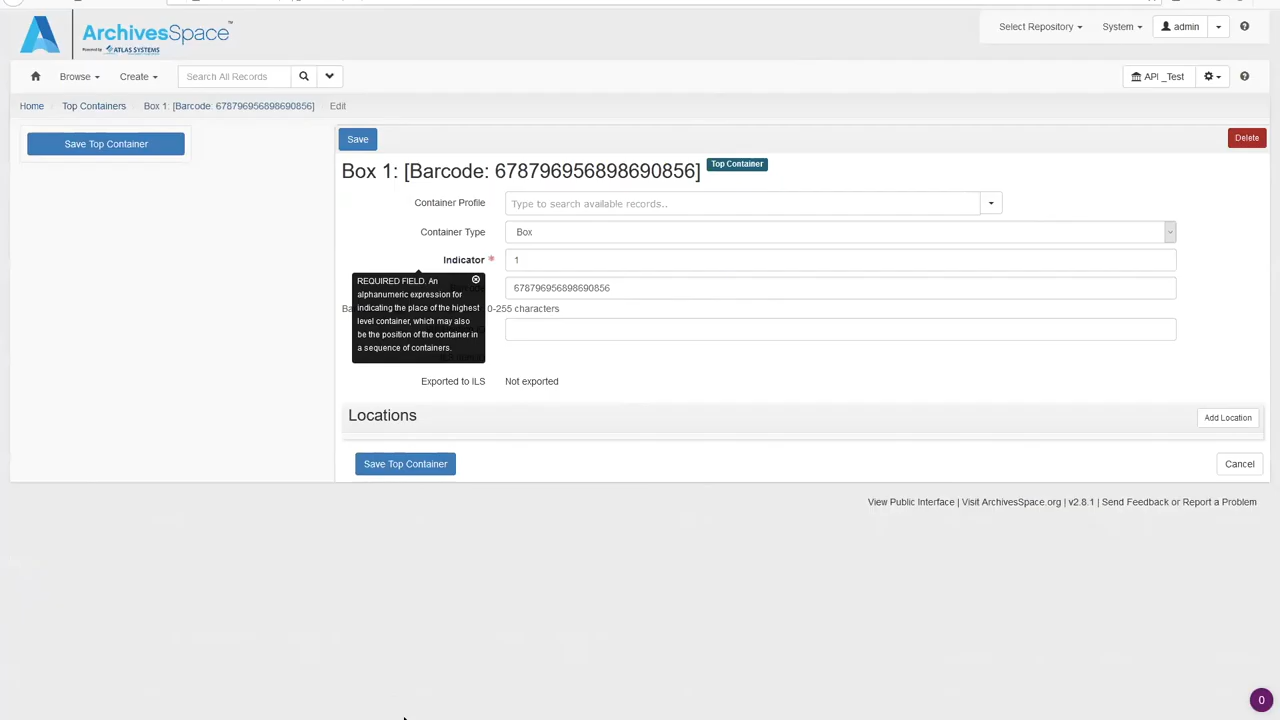 ArchivesSpace™
Powered by ATLAS SYSTEMS
Select Repository
System
admin
Browse
Create
Search All Records
API _Test
Home
Top Containers
Box 1: [Barcode: 678796956898690856]
Edit
Save Top Container
Save
Delete
Box 1: [Barcode: 678796956898690856] Top Container
Container Profile
Type to search available records..
Container Type
Box
Indicator *
1
REQUIRED FIELD. An
alphanumeric expression for
indicating the place of the highest
level container, which may also
be the position of the container in
a sequence of containers.
678796956898690856
Ba
0-255 characters
Exported to ILS
Not exported
Locations
Add Location
Save Top Container
Cancel
View Public Interface | Visit ArchivesSpace.org | v2.8.1 | Send Feedback or Report a Problem
0